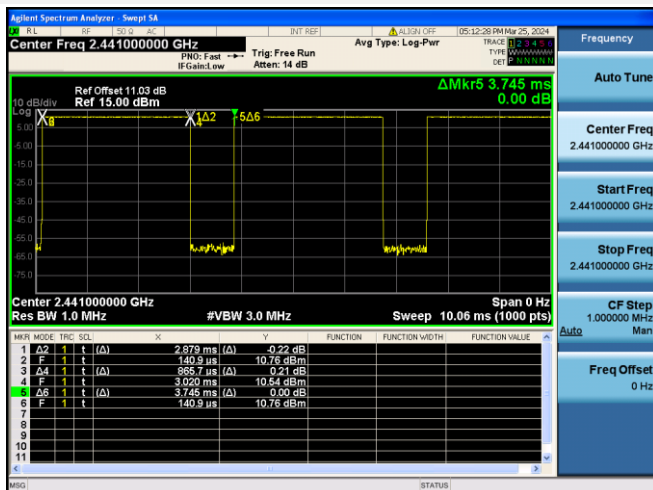 Agilent Spectrum Analyzer - Swept SA
RL RF 50 Ω AC INT REF ALIGN OFF 05:12:28 PM Mar 25, 2024
Center Freq 2.441000000 GHz
PNO: Fast
IFGain:Low
Trig: Free Run
Atten: 14 dB
Avg Type: Log-Pwr
TRACE 1 2 3 4 5 6
TYPE
DET P N N N N N
Ref Offset 11.03 dB
10 dB/div Ref 15.00 dBm
ΔMkr5 3.745 ms
0.00 dB
Log
5.00
-5.00
-15.0
-25.0
-35.0
-45.0
-55.0
-65.0
-75.0
1Δ2
5Δ6
4
Center 2.441000000 GHz Span 0 Hz
Res BW 1.0 MHz #VBW 3.0 MHz Sweep 10.06 ms (1000 pts)
MKR MODE TRC SCL X Y FUNCTION FUNCTION WIDTH FUNCTION VALUE
1 Δ2 1 t (Δ) 2.879 ms (Δ) -0.22 dB
2 F 1 t 140.9 µs 10.76 dBm
3 Δ4 1 t (Δ) 865.7 µs (Δ) 0.21 dB
4 F 1 t 3.020 ms 10.54 dBm
5 Δ6 1 t (Δ) 3.745 ms (Δ) 0.00 dB
6 F 1 t 140.9 µs 10.76 dBm
7
8
9
10
11
MSG STATUS
Frequency
Auto Tune
Center Freq
2.441000000 GHz
Start Freq
2.441000000 GHz
Stop Freq
2.441000000 GHz
CF Step
1.000000 MHz
Auto Man
Freq Offset
0 Hz